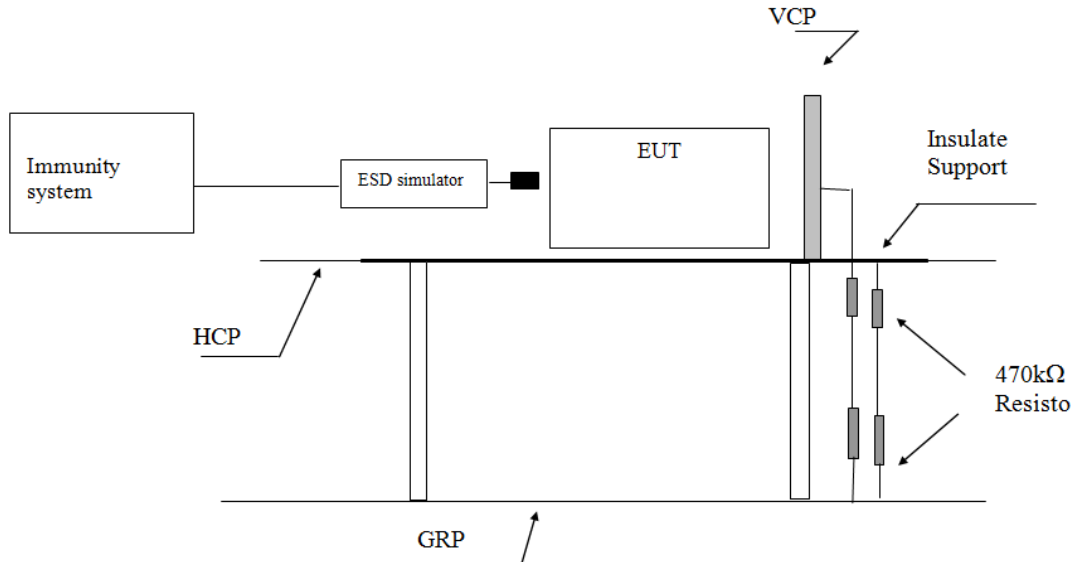 VCP
Immunity
system
ESD simulator
EUT
Insulate
Support
HCP
470kΩ
Resisto
GRP